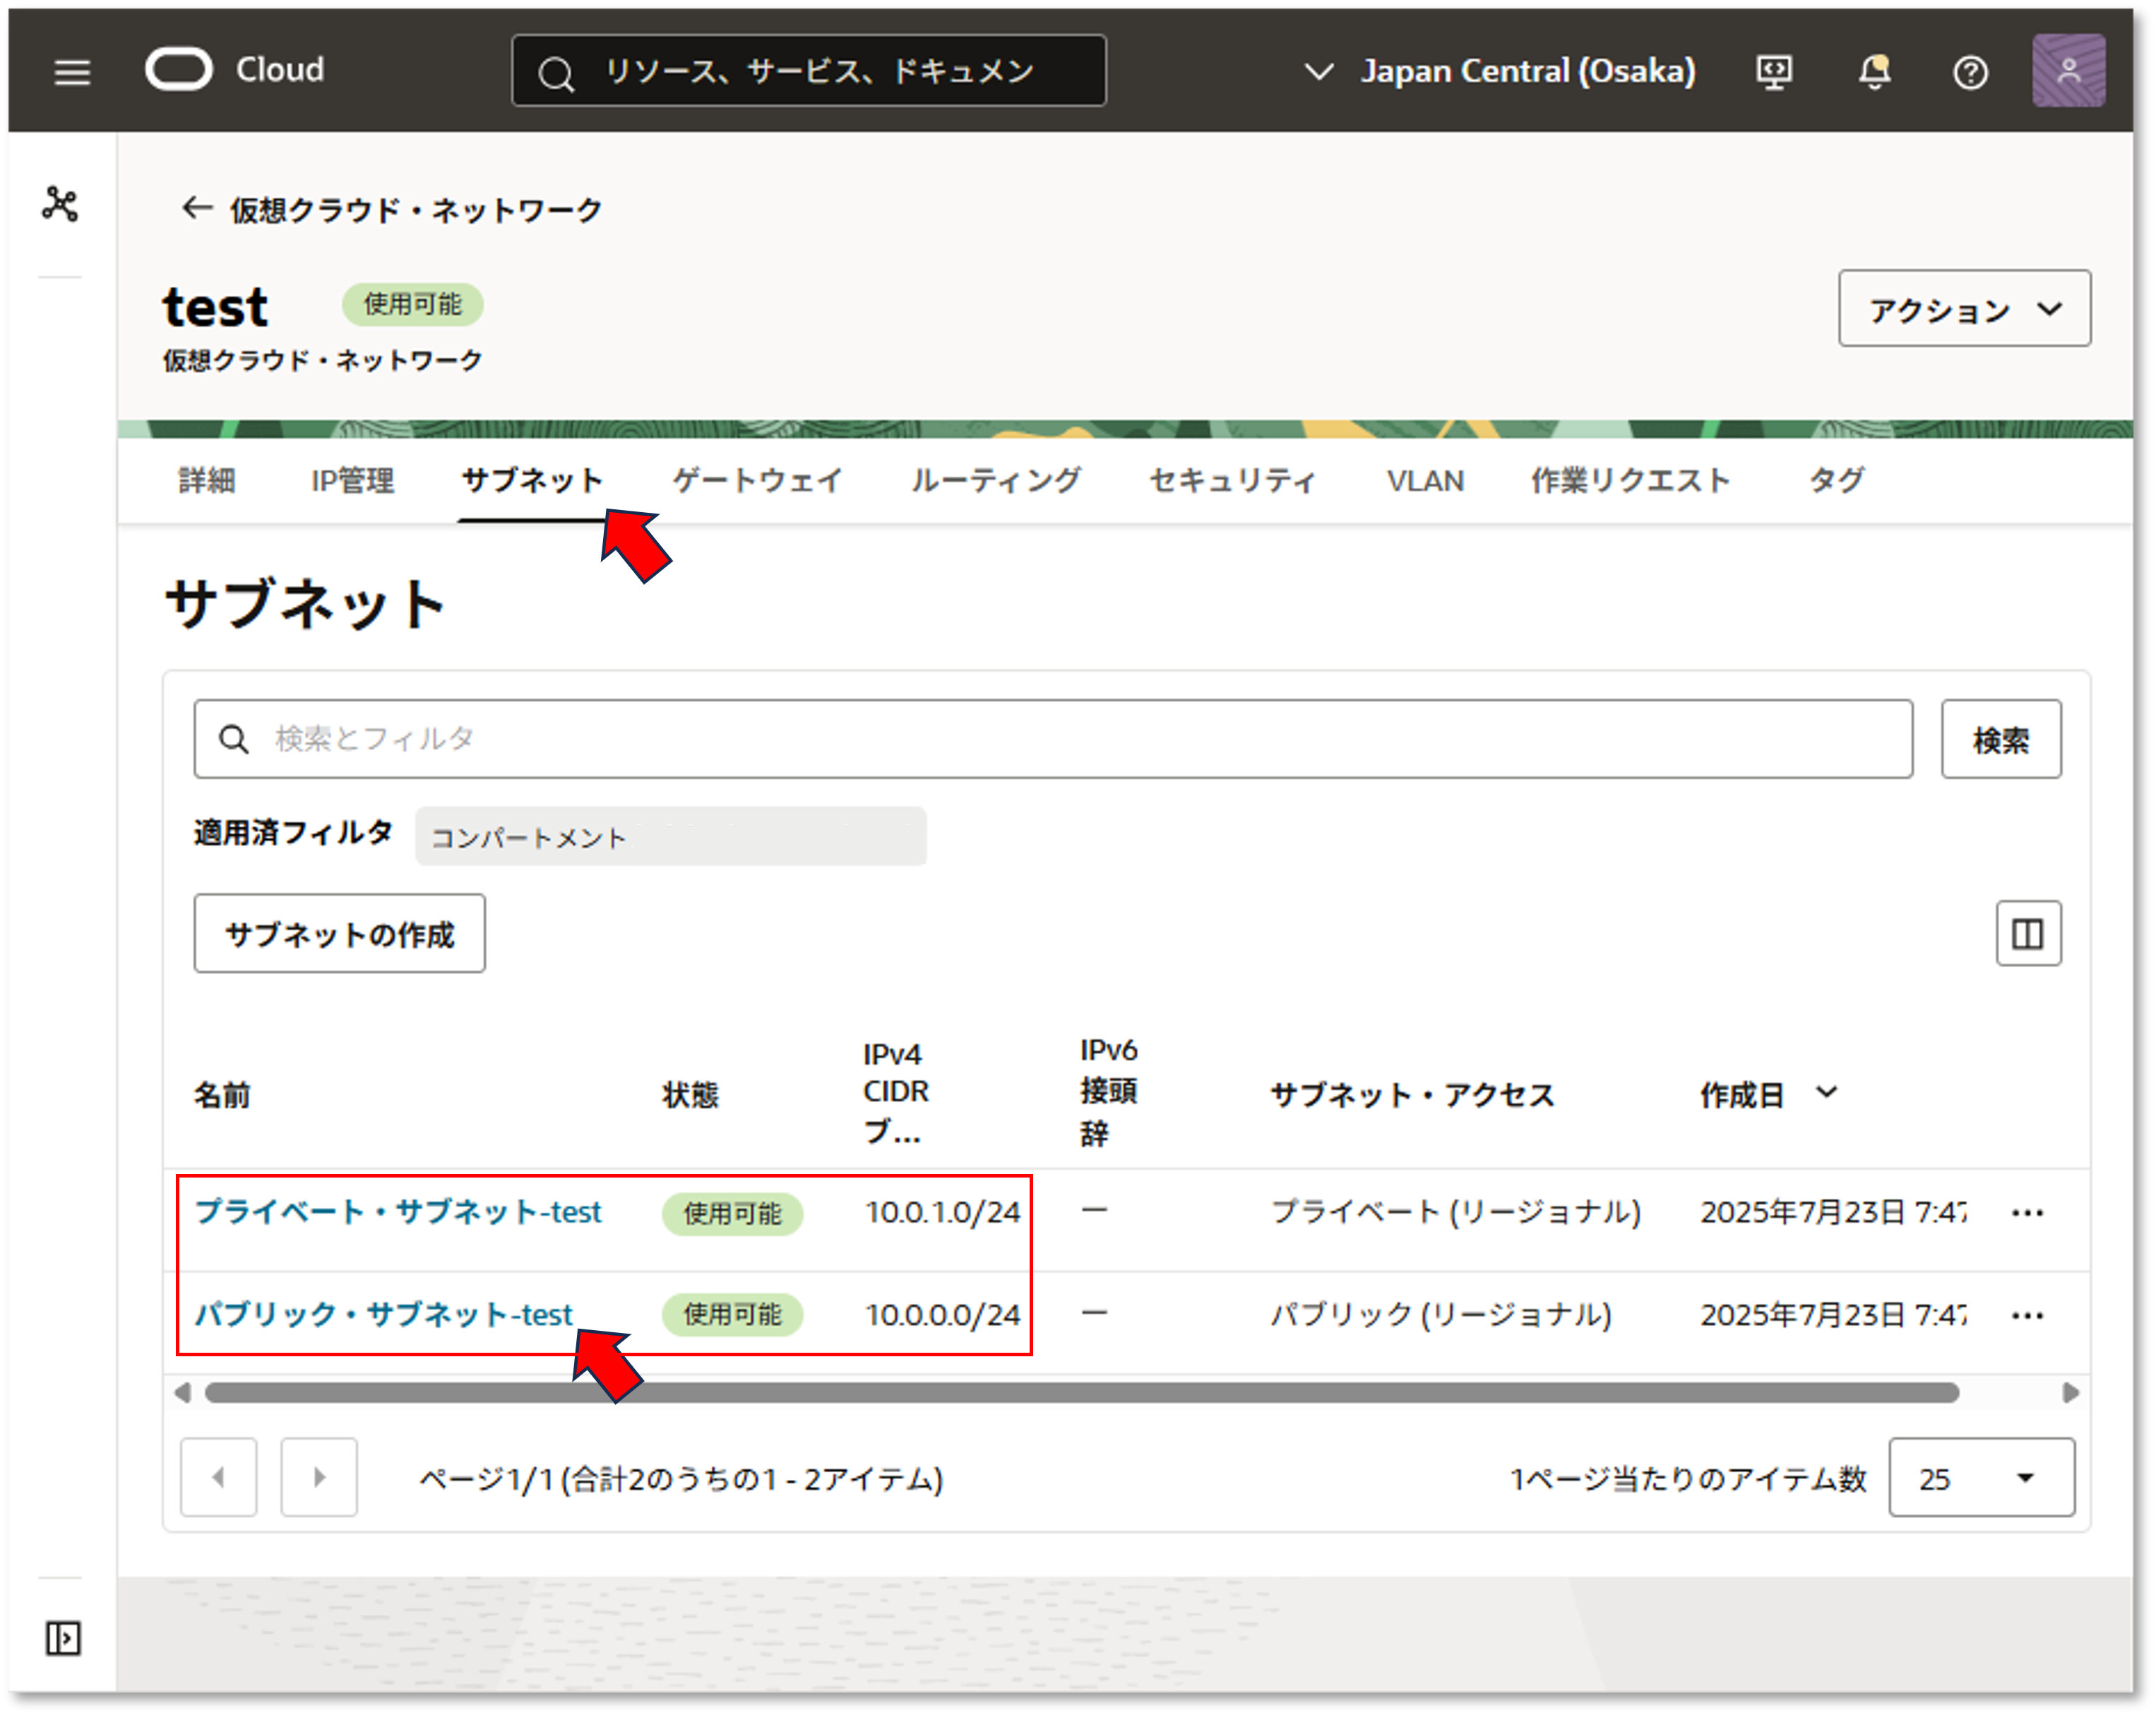 Cloud
リソース、サービス、ドキュメン
Japan Central (Osaka)
← 仮想クラウド・ネットワーク
test
使用可能
仮想クラウド・ネットワーク
アクション
詳細
IP管理
サブネット
ゲートウェイ
ルーティング
セキュリティ
VLAN
作業リクエスト
タグ
サブネット
検索とフィルタ
検索
適用済フィルタ
コンパートメント
サブネットの作成
名前
状態
IPv4
CIDR
ブ...
IPv6
接頭
辞
サブネット・アクセス
作成日
プライベート・サブネット-test
使用可能
10.0.1.0/24
—
プライベート (リージョナル)
2025年7月23日 7:47
パブリック・サブネット-test
使用可能
10.0.0.0/24
—
パブリック (リージョナル)
2025年7月23日 7:47
ページ1/1 (合計2のうちの1 - 2アイテム)
1ページ当たりのアイテム数
25